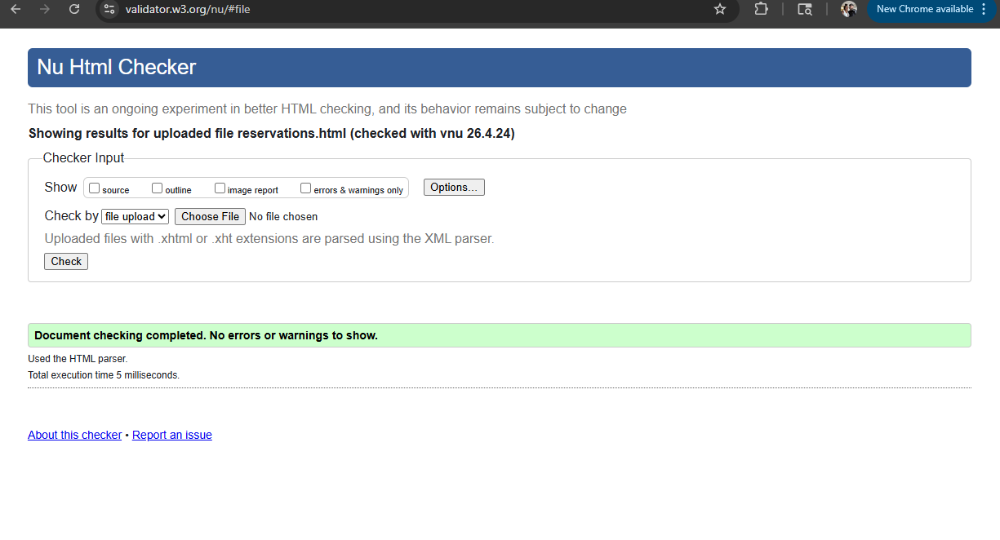 validator.w3.org/nu/#file
New Chrome available
Nu Html Checker
This tool is an ongoing experiment in better HTML checking, and its behavior remains subject to change
Showing results for uploaded file reservations.html (checked with vnu 26.4.24)
Checker Input
Show source outline image report errors & warnings only Options...
Check by file upload Choose File No file chosen
Uploaded files with .xhtml or .xht extensions are parsed using the XML parser.
Check
Document checking completed. No errors or warnings to show.
Used the HTML parser.
Total execution time 5 milliseconds.
About this checker • Report an issue